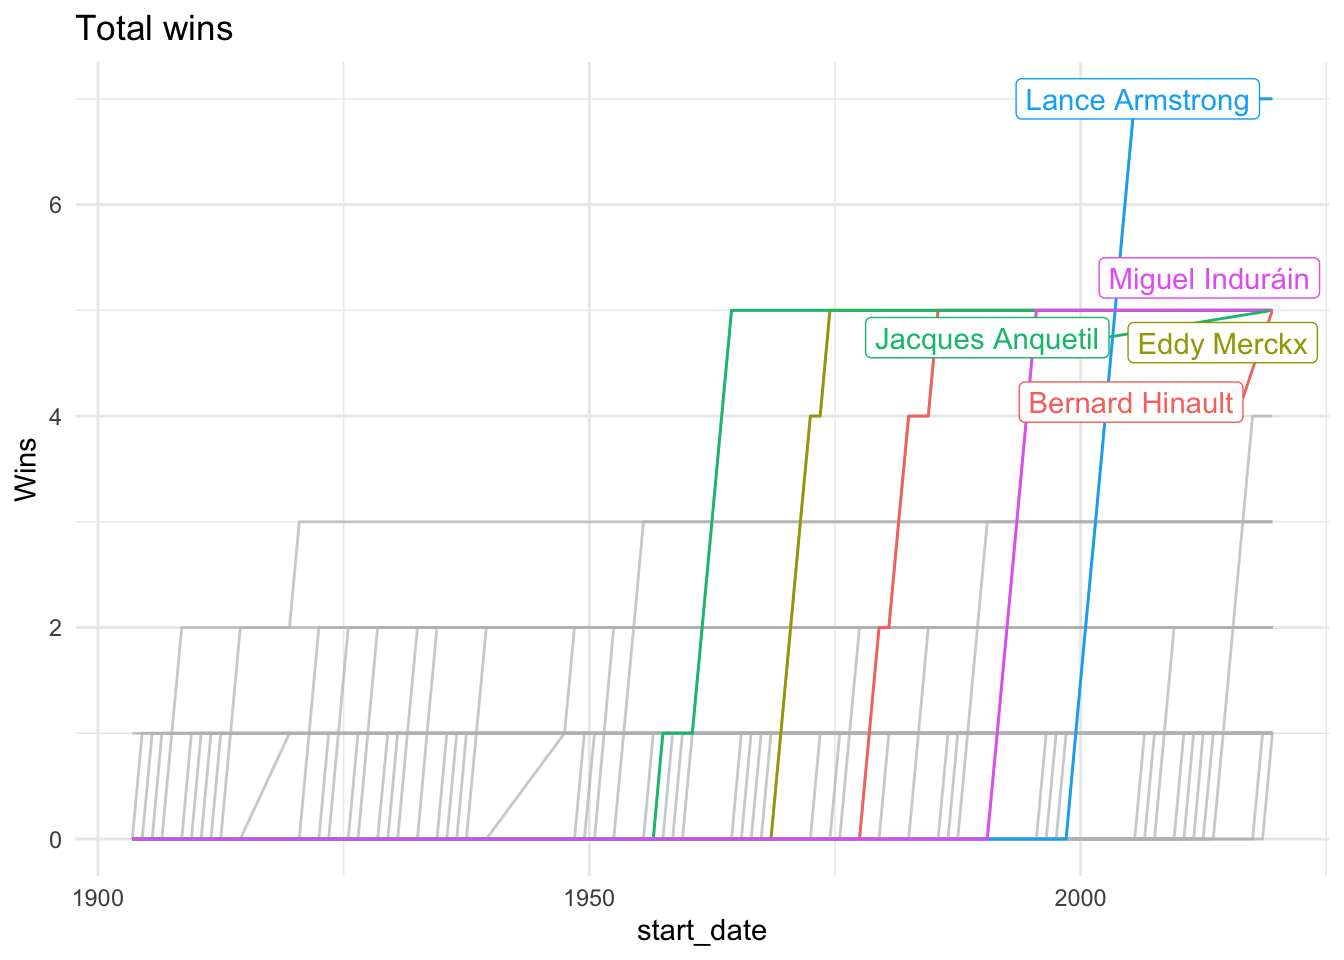 Total wins
Lance Armstrong
6
Miguel Induráin
Jacques Anquetil
Eddy Merckx
Bernard Hinault
4
Wins
2
0
1900
1950
2000
start_date